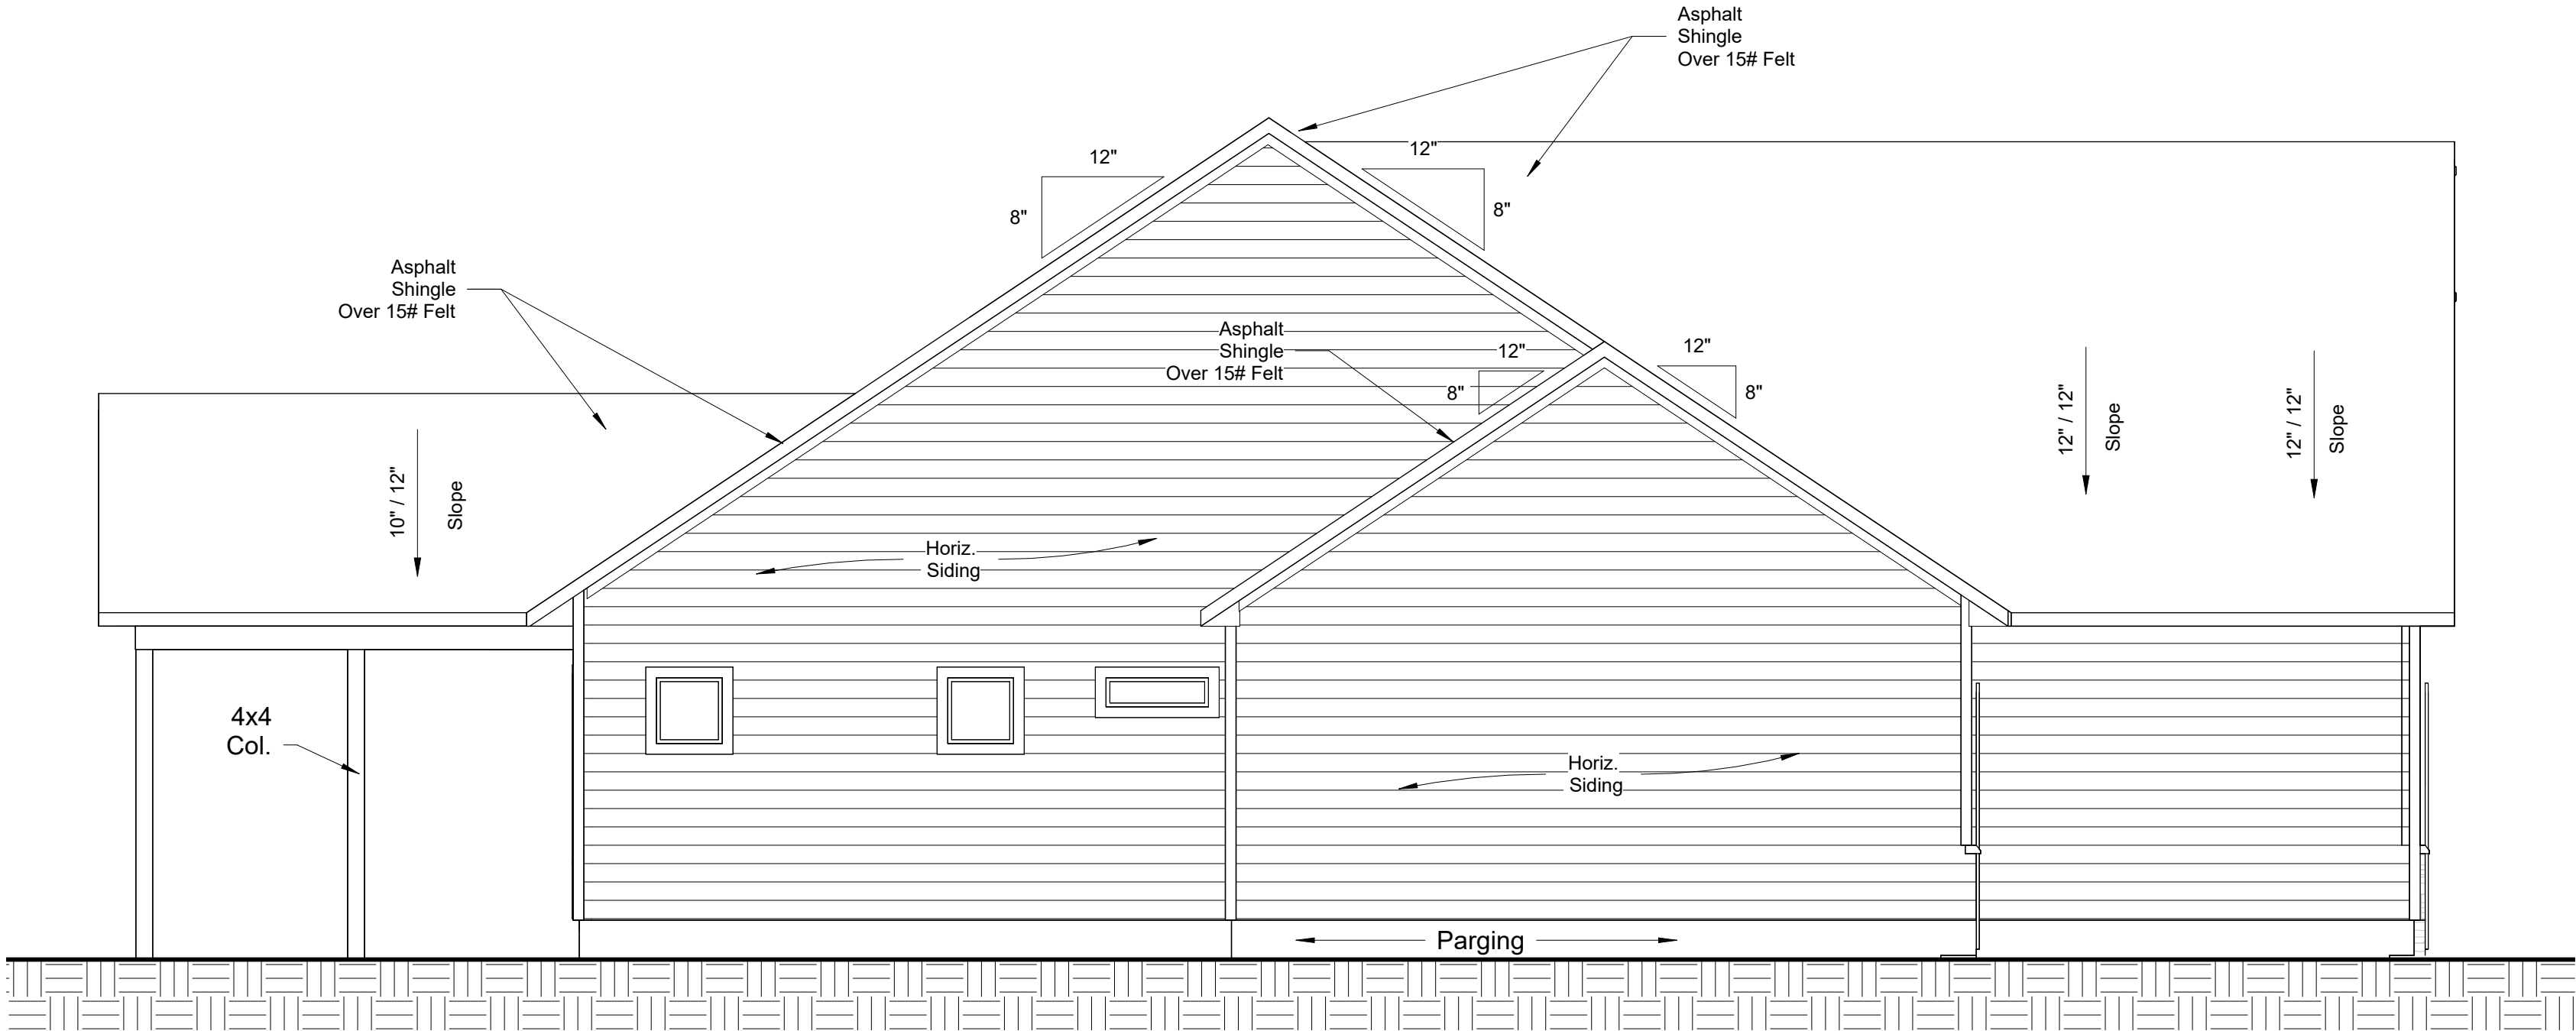 Asphalt
Shingle
Over 15# Felt
12"
8"
12"
8"
Asphalt
Shingle
Over 15# Felt
Asphalt
Shingle
Over 15# Felt
12"
8"
12"
8"
10" / 12"
Slope
12" / 12"
Slope
12" / 12"
Slope
Horiz.
Siding
4x4
Col.
Horiz.
Siding
Parging